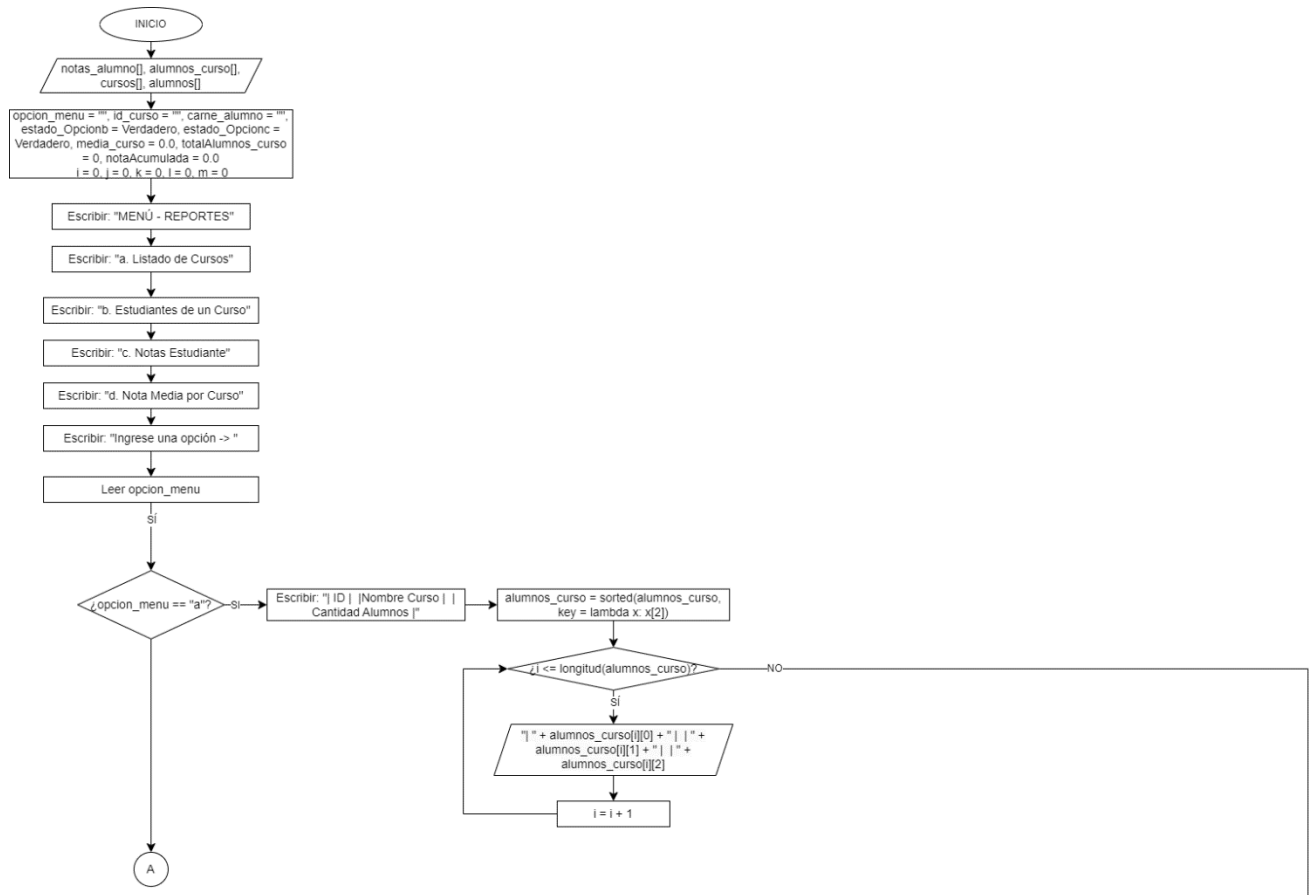 INICIO
notas_alumno[], alumnos_curso[],
cursos[], alumnos[]
opcion_menu = "", id_curso = "", carne_alumno = "",
estado_Opcionb = Verdadero, estado_Opcionc =
Verdadero, media_curso = 0.0, totalAlumnos_curso
= 0, notaAcumulada = 0.0
i = 0, j = 0, k = 0, l = 0, m = 0
Escribir: "MENÚ - REPORTES"
Escribir: "a. Listado de Cursos"
Escribir: "b. Estudiantes de un Curso"
Escribir: "c. Notas Estudiante"
Escribir: "d. Nota Media por Curso"
Escribir: "Ingrese una opción -> "
Leer opcion_menu
SÍ
¿opcion_menu == "a"?
SI
Escribir: "| ID |  |Nombre Curso |  |
Cantidad Alumnos |"
alumnos_curso = sorted(alumnos_curso,
key = lambda x: x[2])
¿i <= longitud(alumnos_curso)?
NO
SÍ
"| " + alumnos_curso[i][0] + " |  | " +
alumnos_curso[i][1] + " |  | " +
alumnos_curso[i][2]
i = i + 1
A